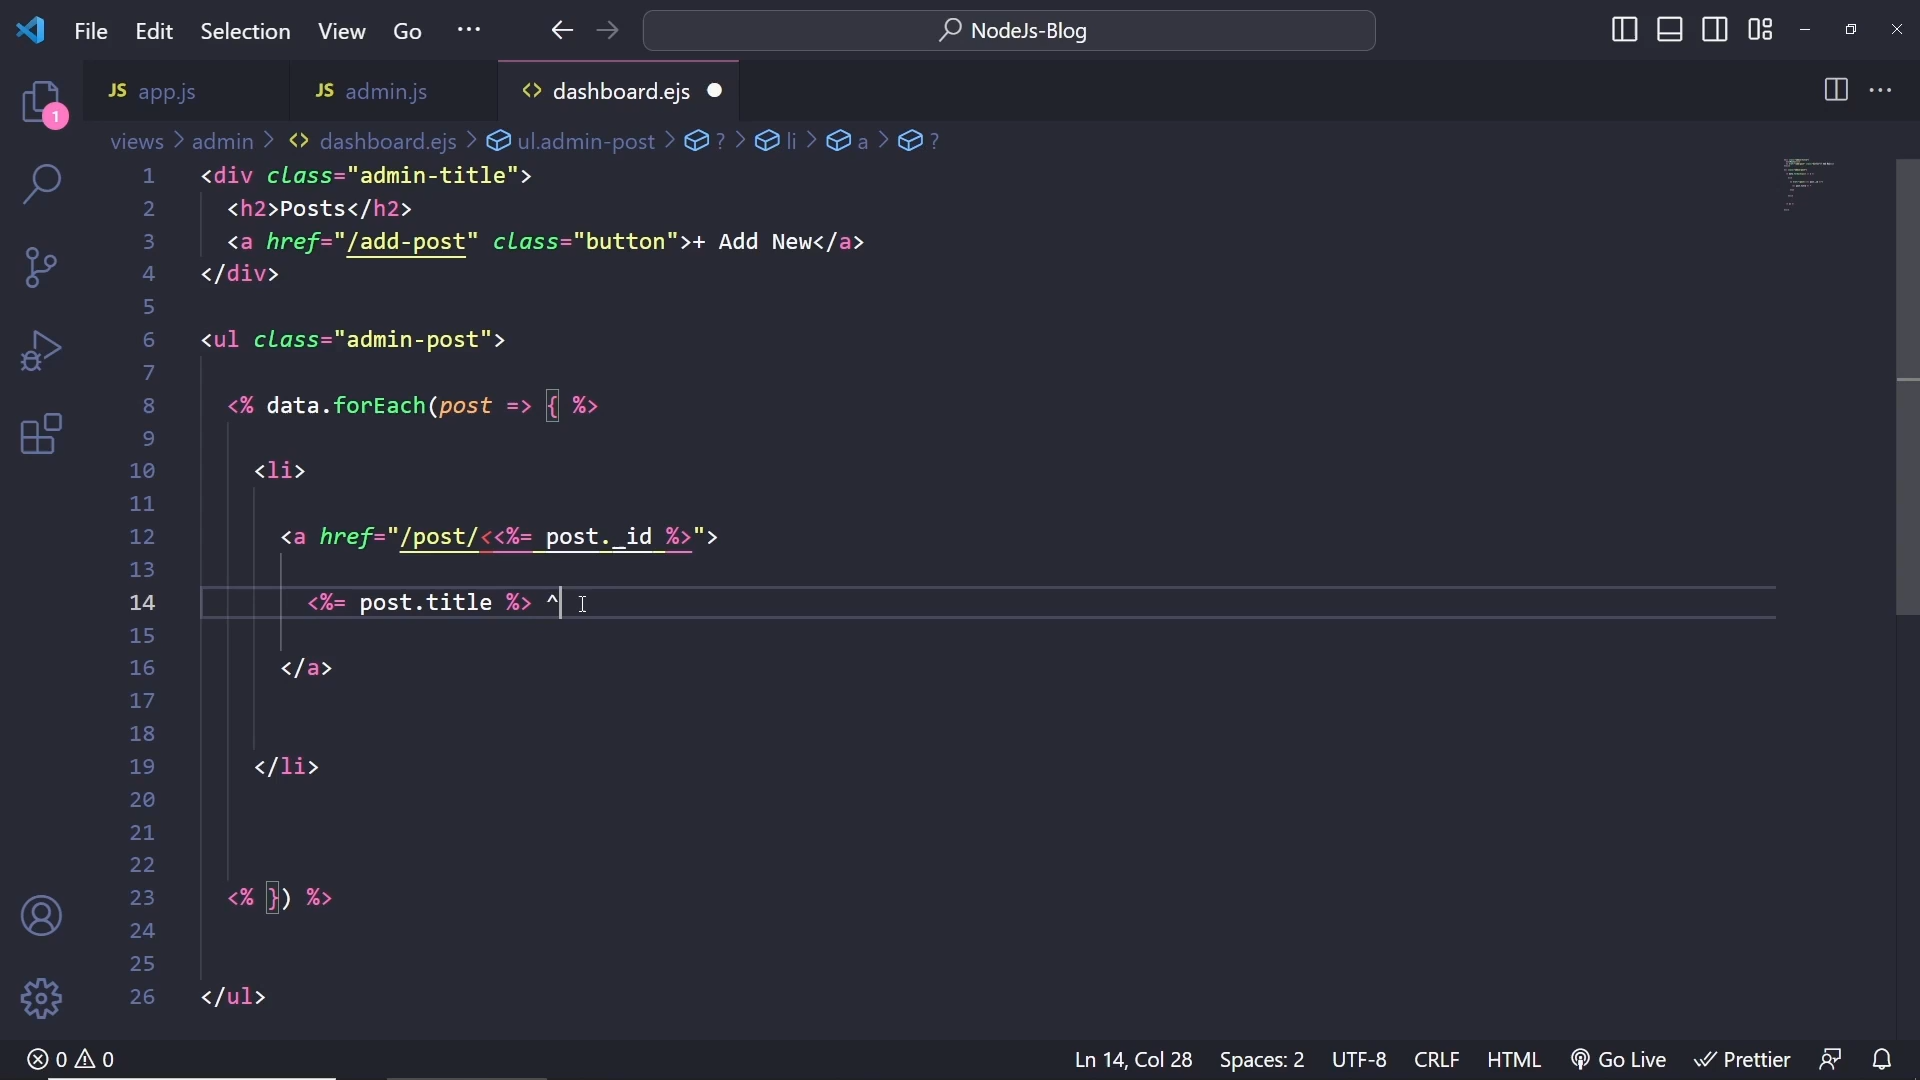 File Edit Selection View Go ··· NodeJs-Blog
1
JS app.js JS admin.js <> dashboard.ejs
views > admin > <> dashboard.ejs > ul.admin-post > ? > li > a > ?
1 <div class="admin-title">
2 <h2>Posts</h2>
3 <a href="/add-post" class="button">+ Add New</a>
4 </div>
5
6 <ul class="admin-post">
7
8 <% data.forEach(post => { %>
9
10 <li>
11
12 <a href="/post/<<%= post._id %>">
13
14 <%= post.title %> ^
15
16 </a>
17
18
19 </li>
20
21
22
23 <% }) %>
24
25
26 </ul>
0 0 Ln 14, Col 28 Spaces: 2 UTF-8 CRLF HTML Go Live Prettier